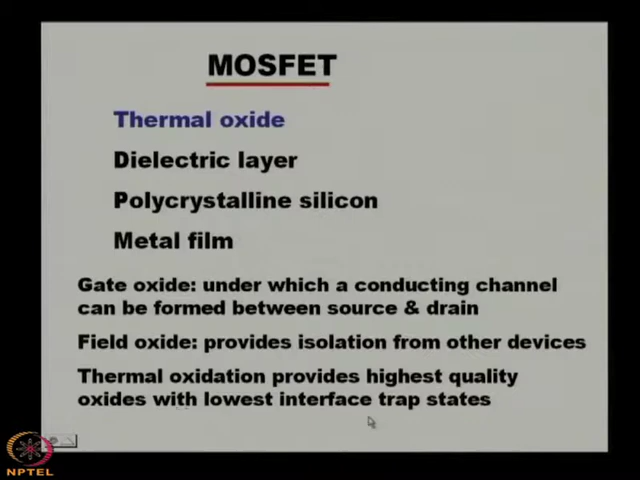 MOSFET
Thermal oxide
Dielectric layer
Polycrystalline silicon
Metal film
Gate oxide: under which a conducting channel
can be formed between source & drain
Field oxide: provides isolation from other devices
Thermal oxidation provides highest quality
oxides with lowest interface trap states
NPTEL